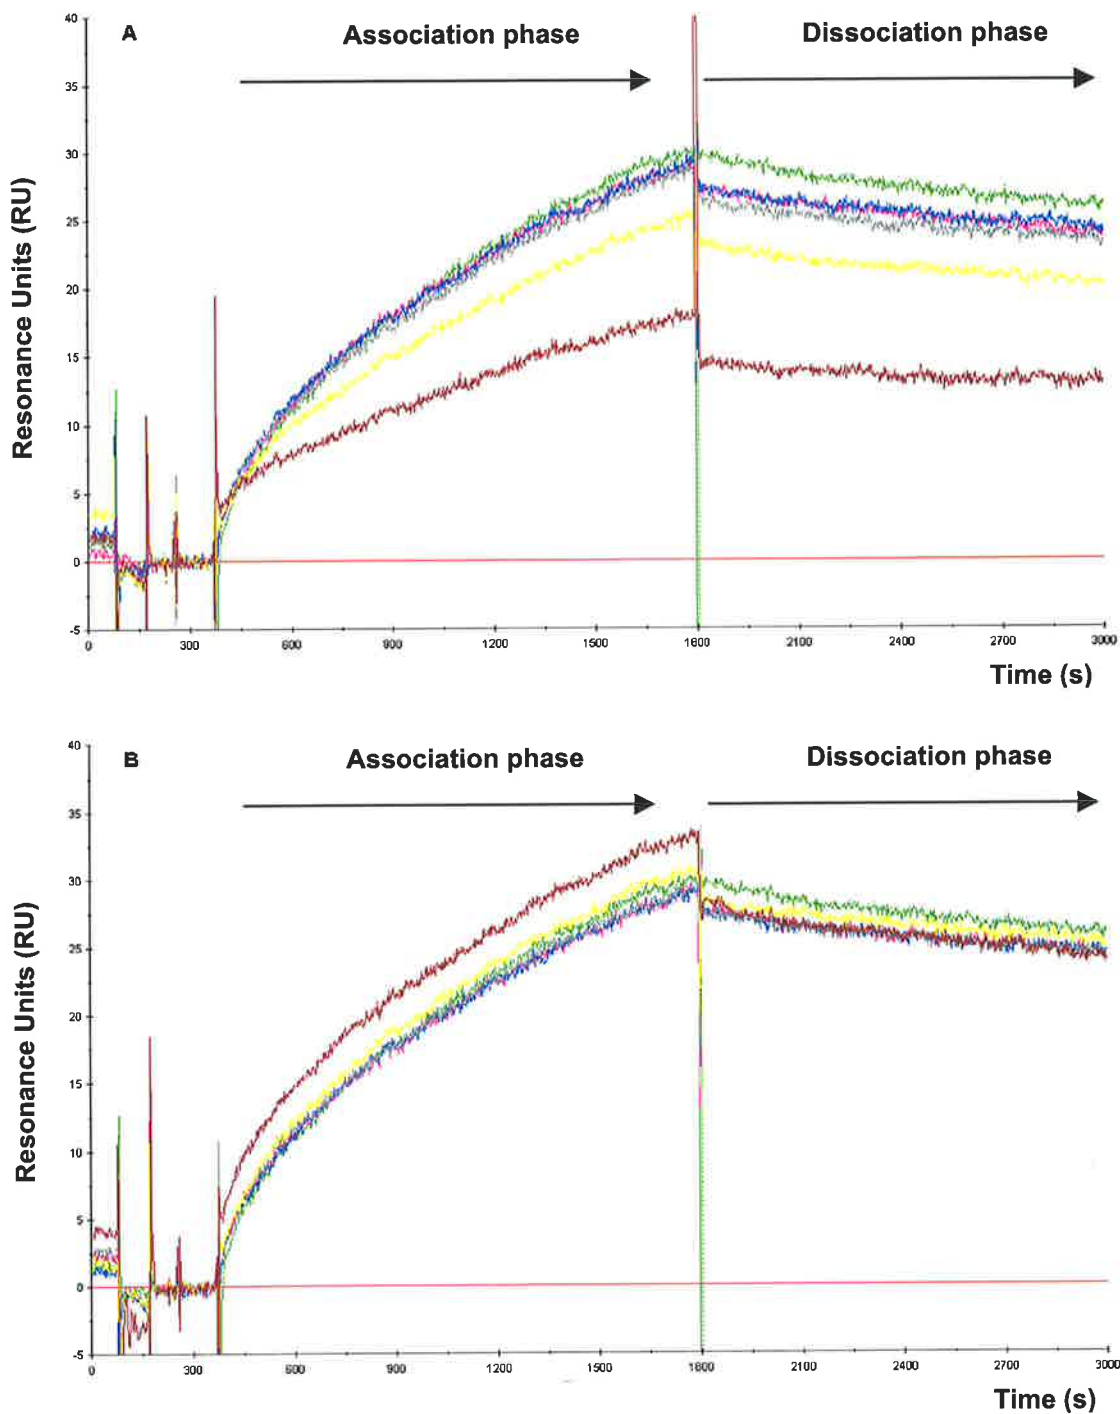 A
Association phase
Dissociation phase
40
35
30
25
20
15
10
5
0
-5
Resonance Units (RU)
0 300 600 900 1200 1500 1800 2100 2400 2700 3000
Time (s)
B
Association phase
Dissociation phase
40
35
30
25
20
15
10
5
0
-5
Resonance Units (RU)
0 300 600 900 1200 1500 1800 2100 2400 2700 3000
Time (s)